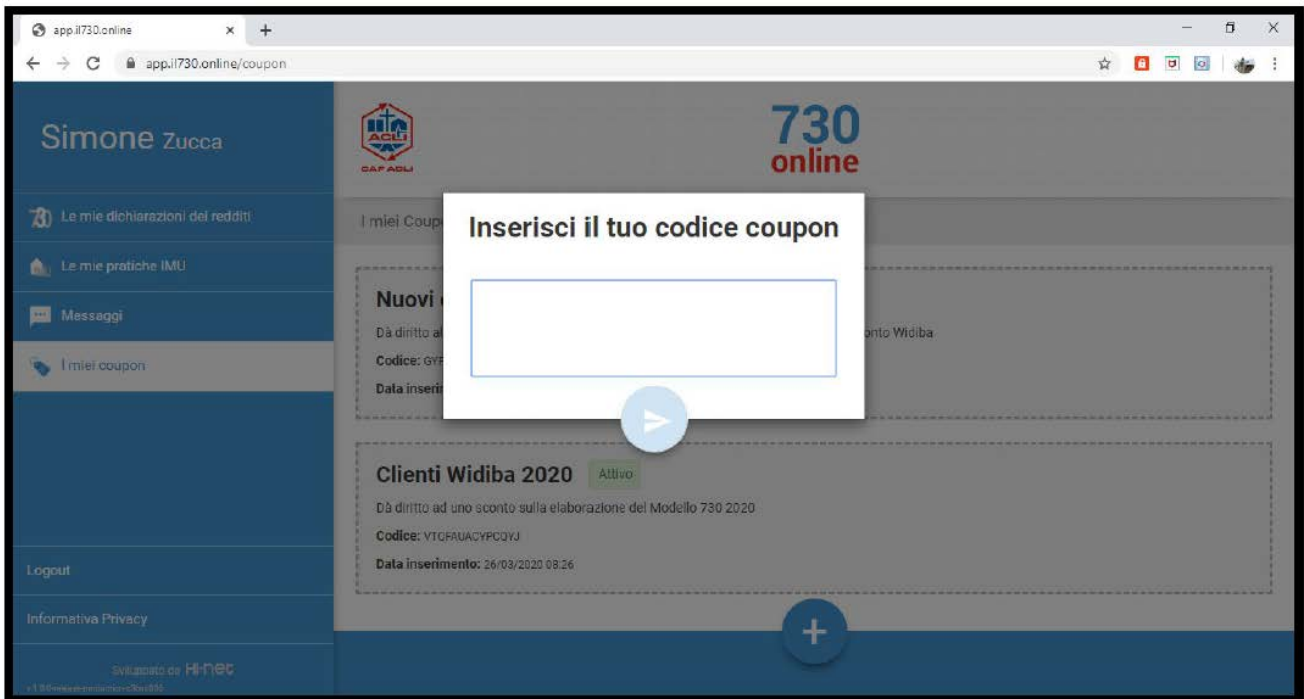 app.il730.online
app.il730.online/coupon
Simone Zucca
ACLI
CAF ACLI
730
online
730 Le mie dichiarazioni dei redditi
Le mie pratiche IMU
Messaggi
I miei coupon
Logout
Informativa Privacy
Sviluppato da Hi-net
I miei Coup
Inserisci il tuo codice coupon
Nuovi
Dà diritto al
onto Widiba
Codice:
Data inserim
Clienti Widiba 2020 Attivo
Dà diritto ad uno sconto sulla elaborazione del Modello 730 2020
Codice:
Data inserimento: 26/03/2020 08:26